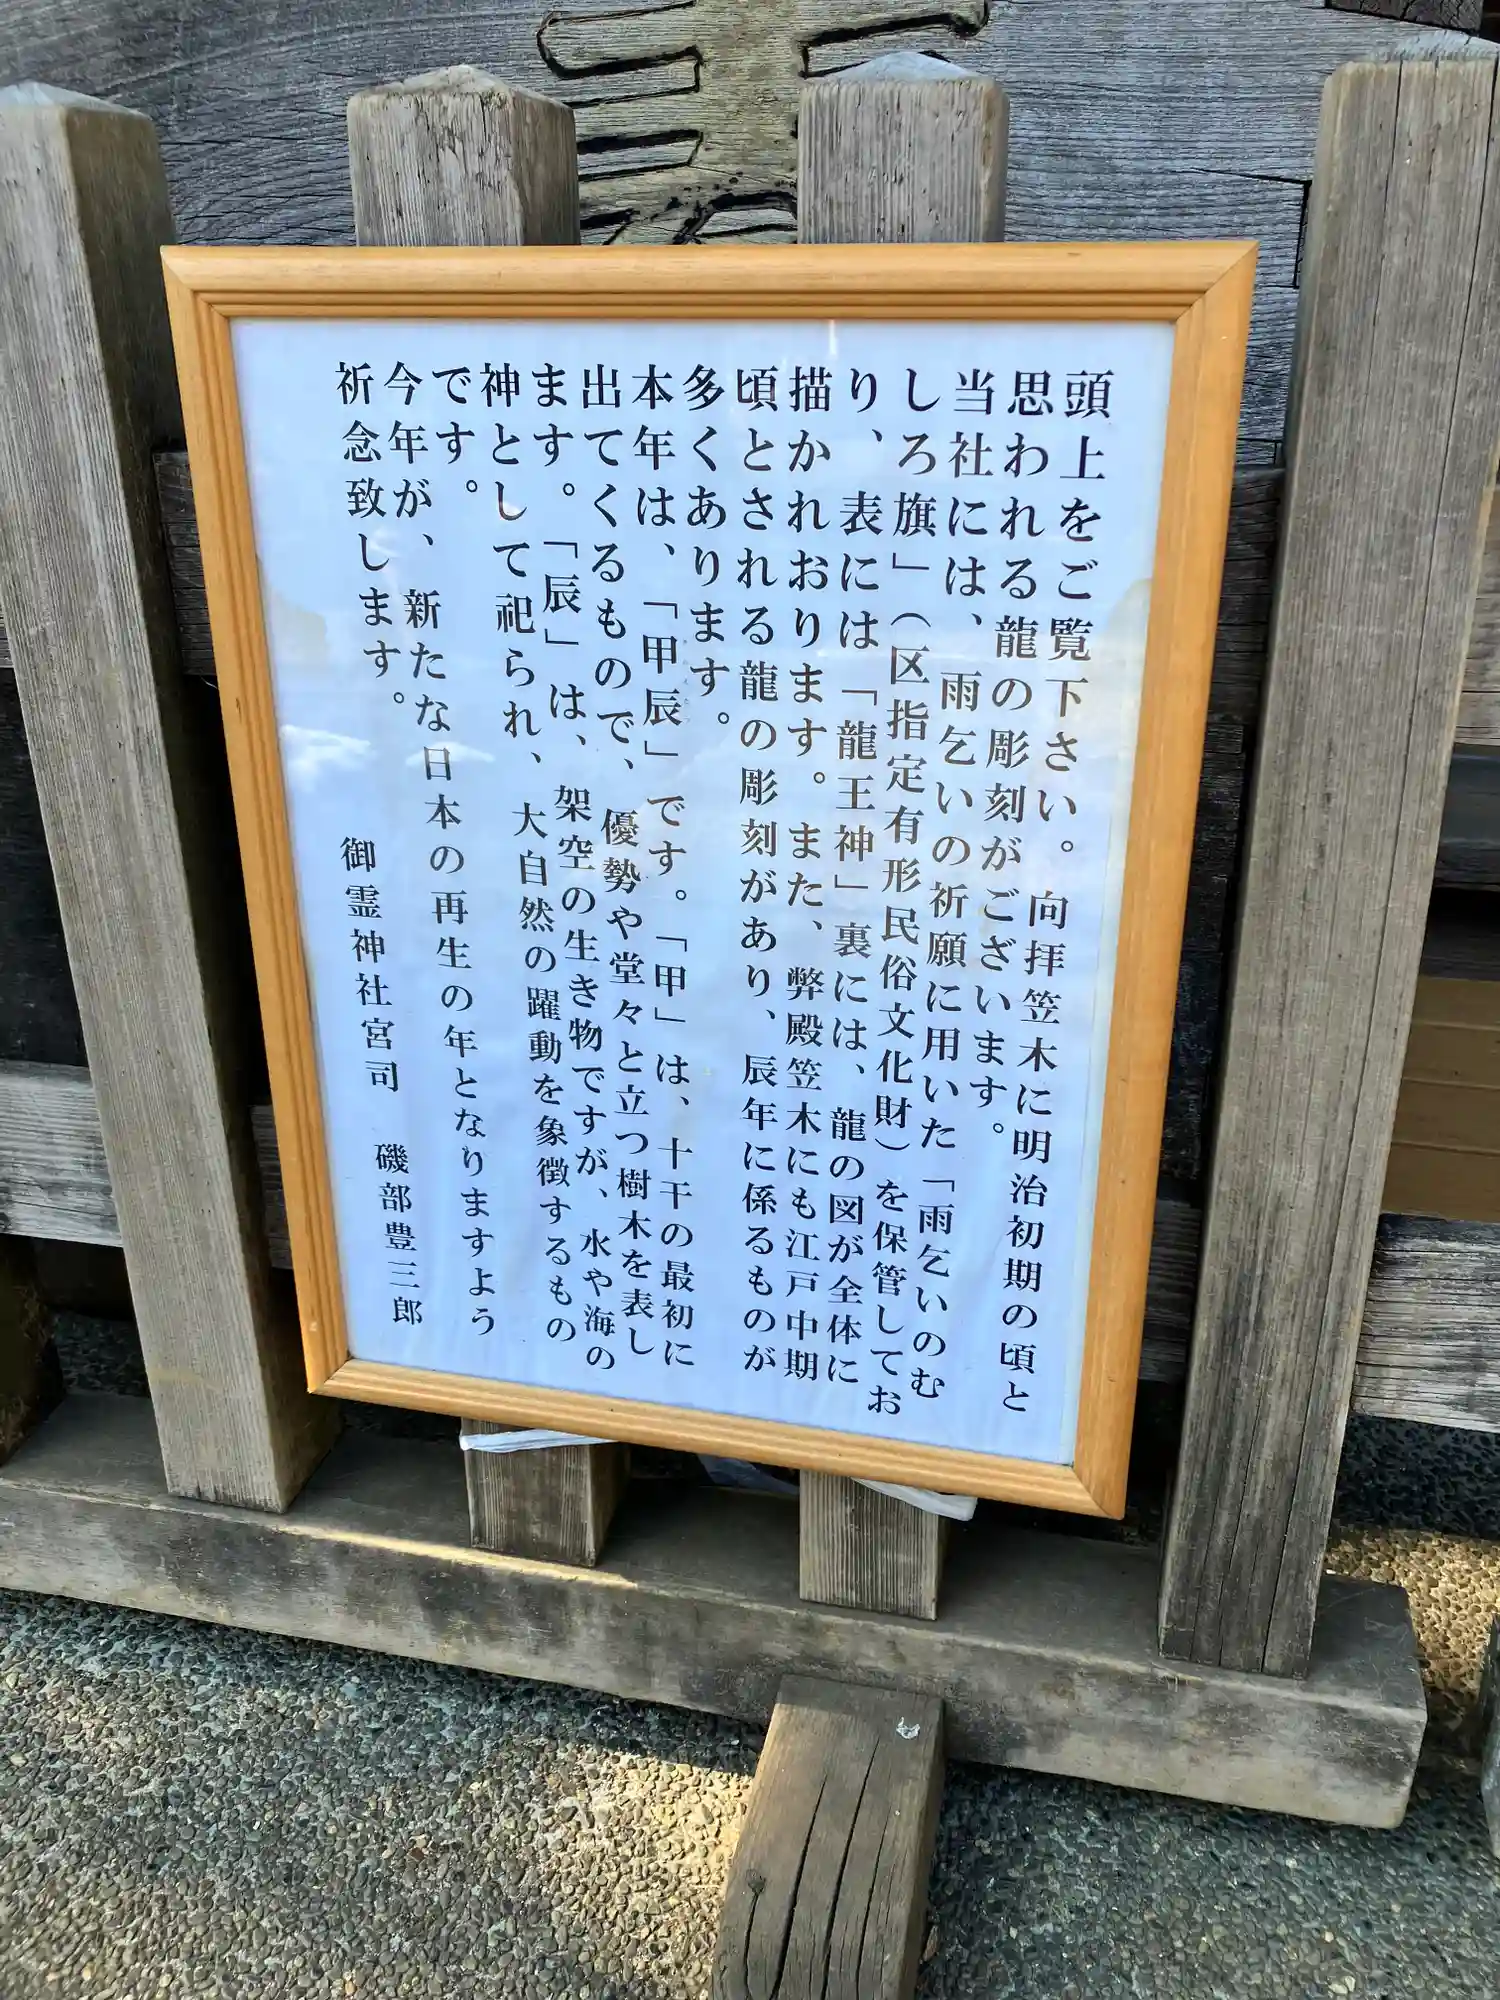 頭上をご覧下さい。向拝笠木に明治初期の頃と
思われる龍の彫刻がございます。
当社には、雨乞いの祈願に用いた「雨乞いのむ
しろ旗」（区指定有形民俗文化財）を保管してお
り、表には「龍王神」裏には、龍の図が全体に
描かれおります。また、弊殿笠木にも江戸中期
頃とされる龍の彫刻があり、辰年に係るものが
多くあります。
本年は、「甲辰」です。「甲」は、十干の最初に
出てくるもので、優勢や堂々と立つ樹木を表し
ます。「辰」は、架空の生き物ですが、水や海の
神として祀られ、大自然の躍動を象徴するもの
です。
今年が、新たな日本の再生の年となりますよう
祈念致します。
御霊神社宮司　磯部豊三郎